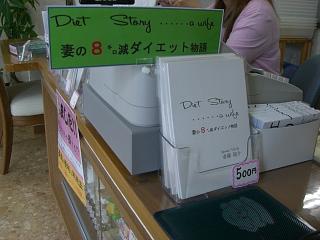 Diet Story ......a wife
妻の8㌔減ダイエット物語
Diet Story
......a wife
妻の8㌔減ダイエット物語
500円